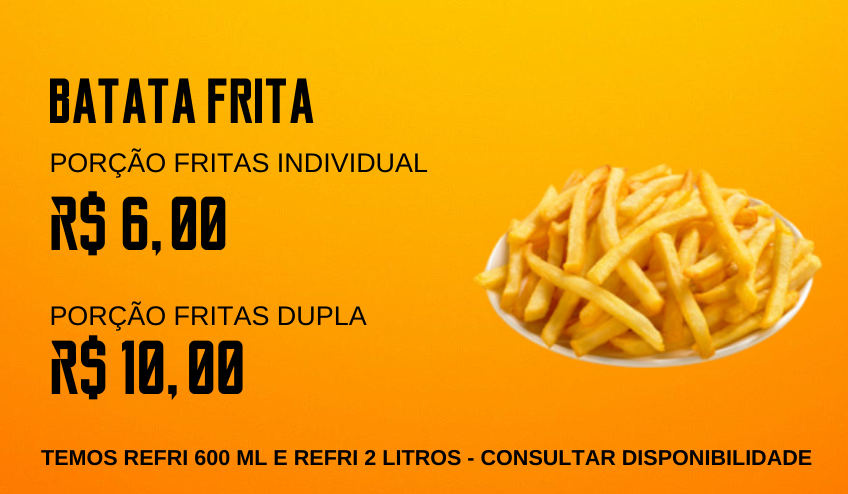 BATATA FRITA
PORÇÃO FRITAS INDIVIDUAL
R$ 6,00
PORÇÃO FRITAS DUPLA
R$ 10,00
TEMOS REFRI 600 ML E REFRI 2 LITROS - CONSULTAR DISPONIBILIDADE